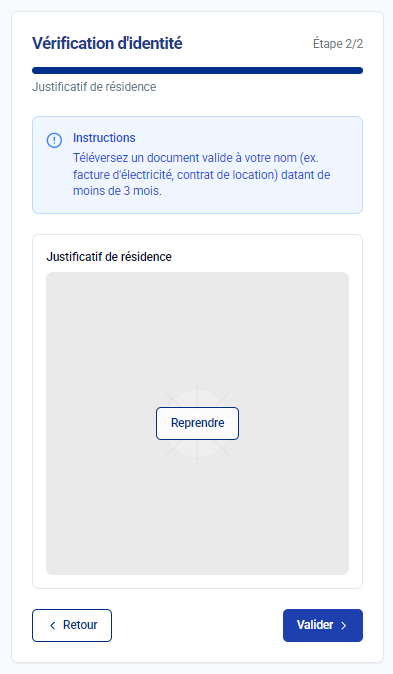 Vérification d'identité
Étape 2/2
Justificatif de résidence
Instructions
Téléversez un document valide à votre nom (ex.
facture d'électricité, contrat de location) datant de
moins de 3 mois.
Justificatif de résidence
Reprendre
Retour
Valider